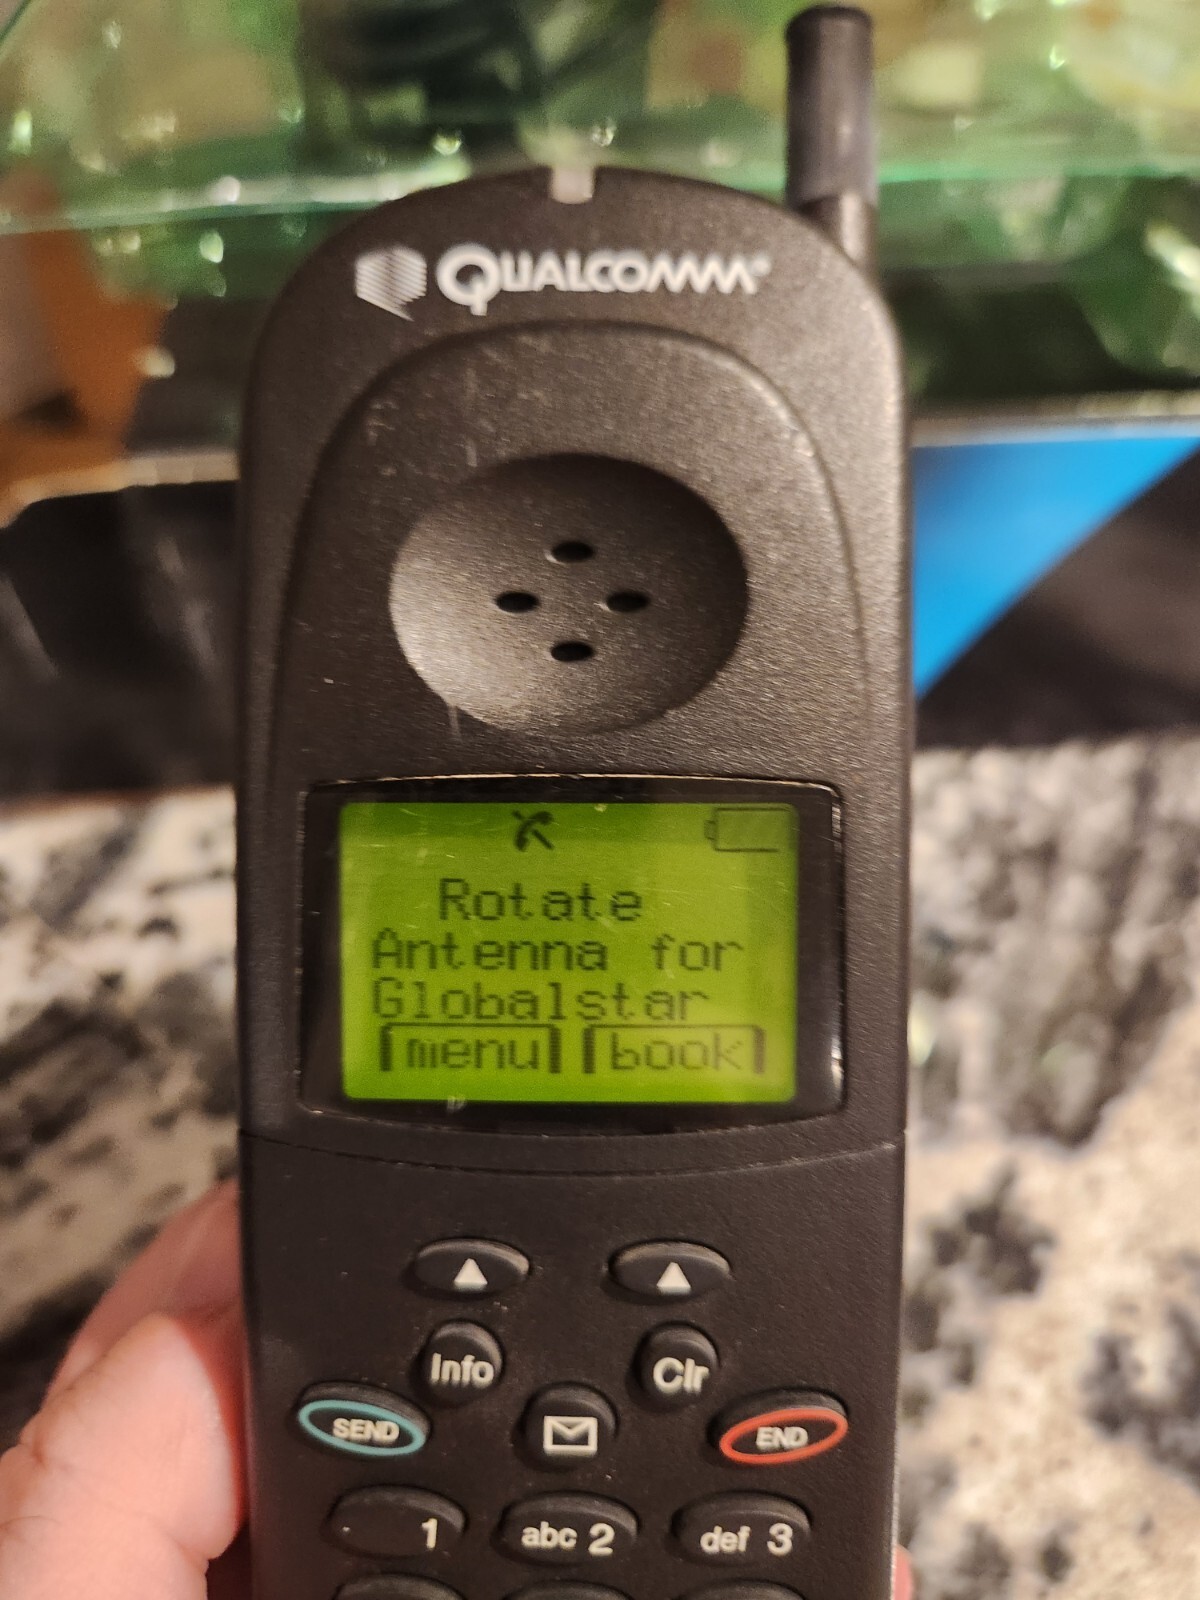 QUALCOMM®
Rotate
Antenna for
Globalstar
menu book
Info Clr
SEND END
1 abc 2 def 3